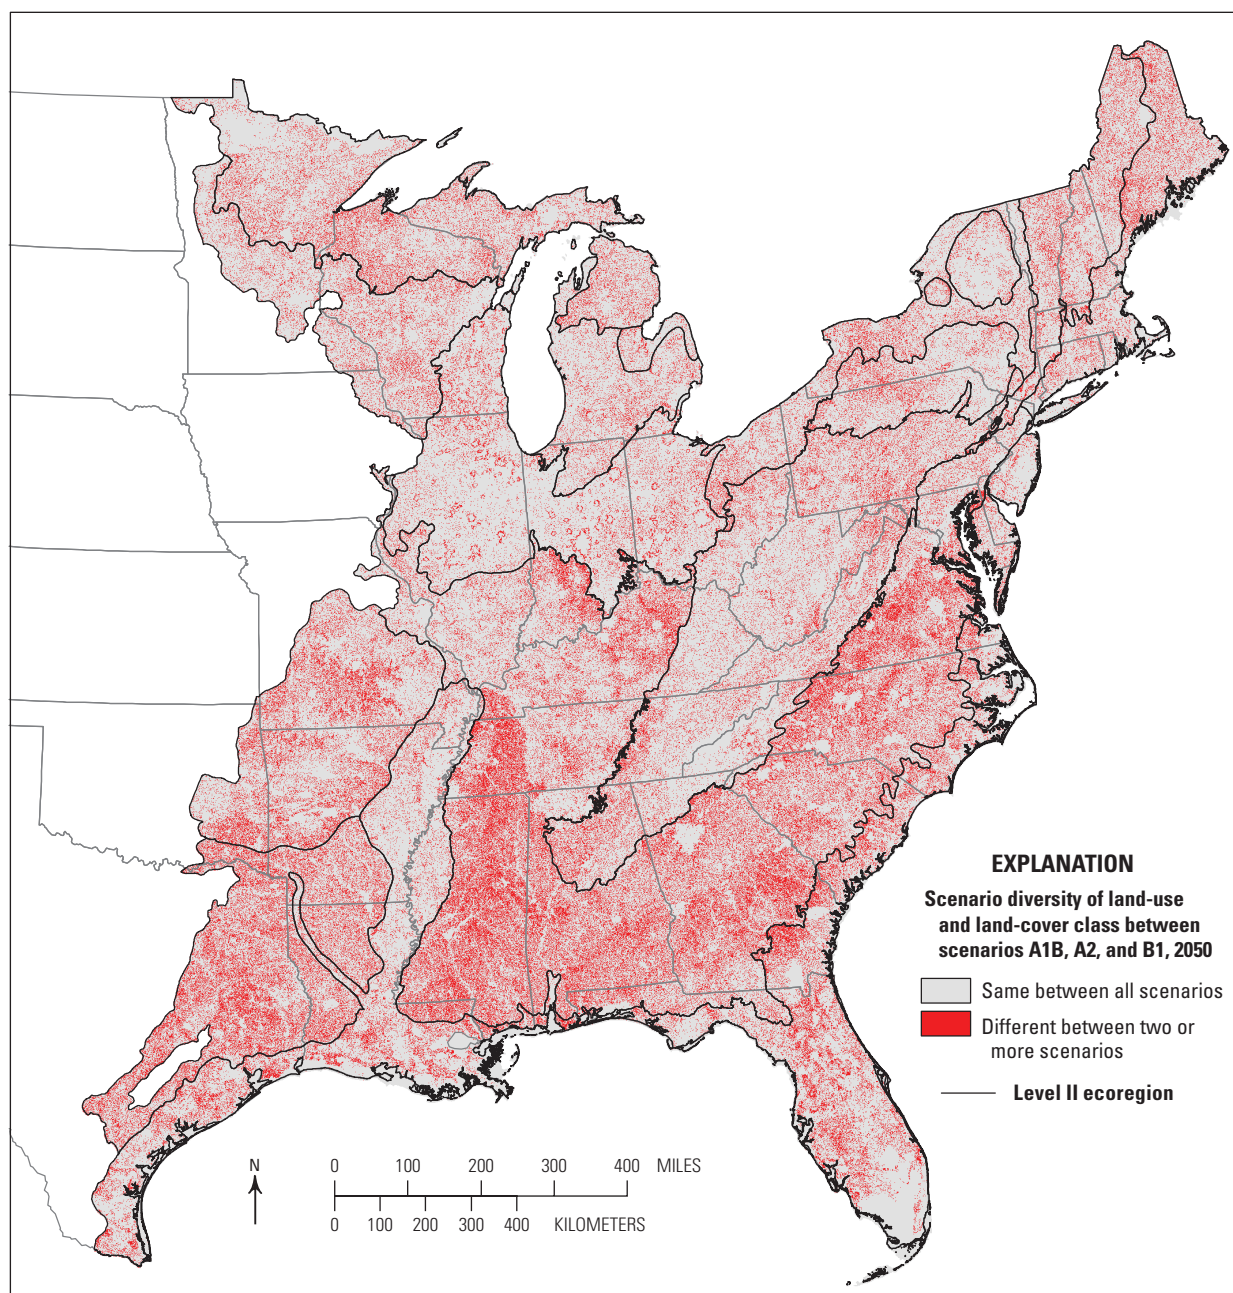 EXPLANATION
Scenario diversity of land-use
and land-cover class between
scenarios A1B, A2, and B1, 2050
Same between all scenarios
Different between two or
more scenarios
Level II ecoregion
N
0 100 200 300 400 MILES
0 100 200 300 400 KILOMETERS